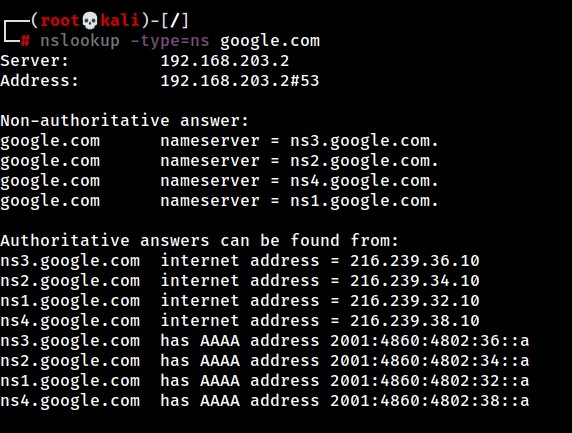 ┌──(root💀kali)-[/]
└─# nslookup -type=ns google.com
Server:         192.168.203.2
Address:        192.168.203.2#53

Non-authoritative answer:
google.com      nameserver = ns3.google.com.
google.com      nameserver = ns2.google.com.
google.com      nameserver = ns4.google.com.
google.com      nameserver = ns1.google.com.

Authoritative answers can be found from:
ns3.google.com  internet address = 216.239.36.10
ns2.google.com  internet address = 216.239.34.10
ns1.google.com  internet address = 216.239.32.10
ns4.google.com  internet address = 216.239.38.10
ns3.google.com  has AAAA address 2001:4860:4802:36::a
ns2.google.com  has AAAA address 2001:4860:4802:34::a
ns1.google.com  has AAAA address 2001:4860:4802:32::a
ns4.google.com  has AAAA address 2001:4860:4802:38::a